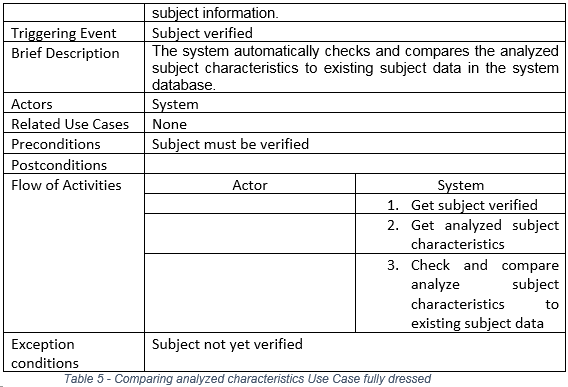 subject information.
Triggering Event Subject verified
Brief Description The system automatically checks and compares the analyzed
subject characteristics to existing subject data in the system
database.
Actors System
Related Use Cases None
Preconditions Subject must be verified
Postconditions
Flow of Activities Actor System
1. Get subject verified
2. Get analyzed subject
characteristics
3. Check and compare
analyze subject
characteristics to
existing subject data
Exception Subject not yet verified
conditions
Table 5 - Comparing analyzed characteristics Use Case fully dressed